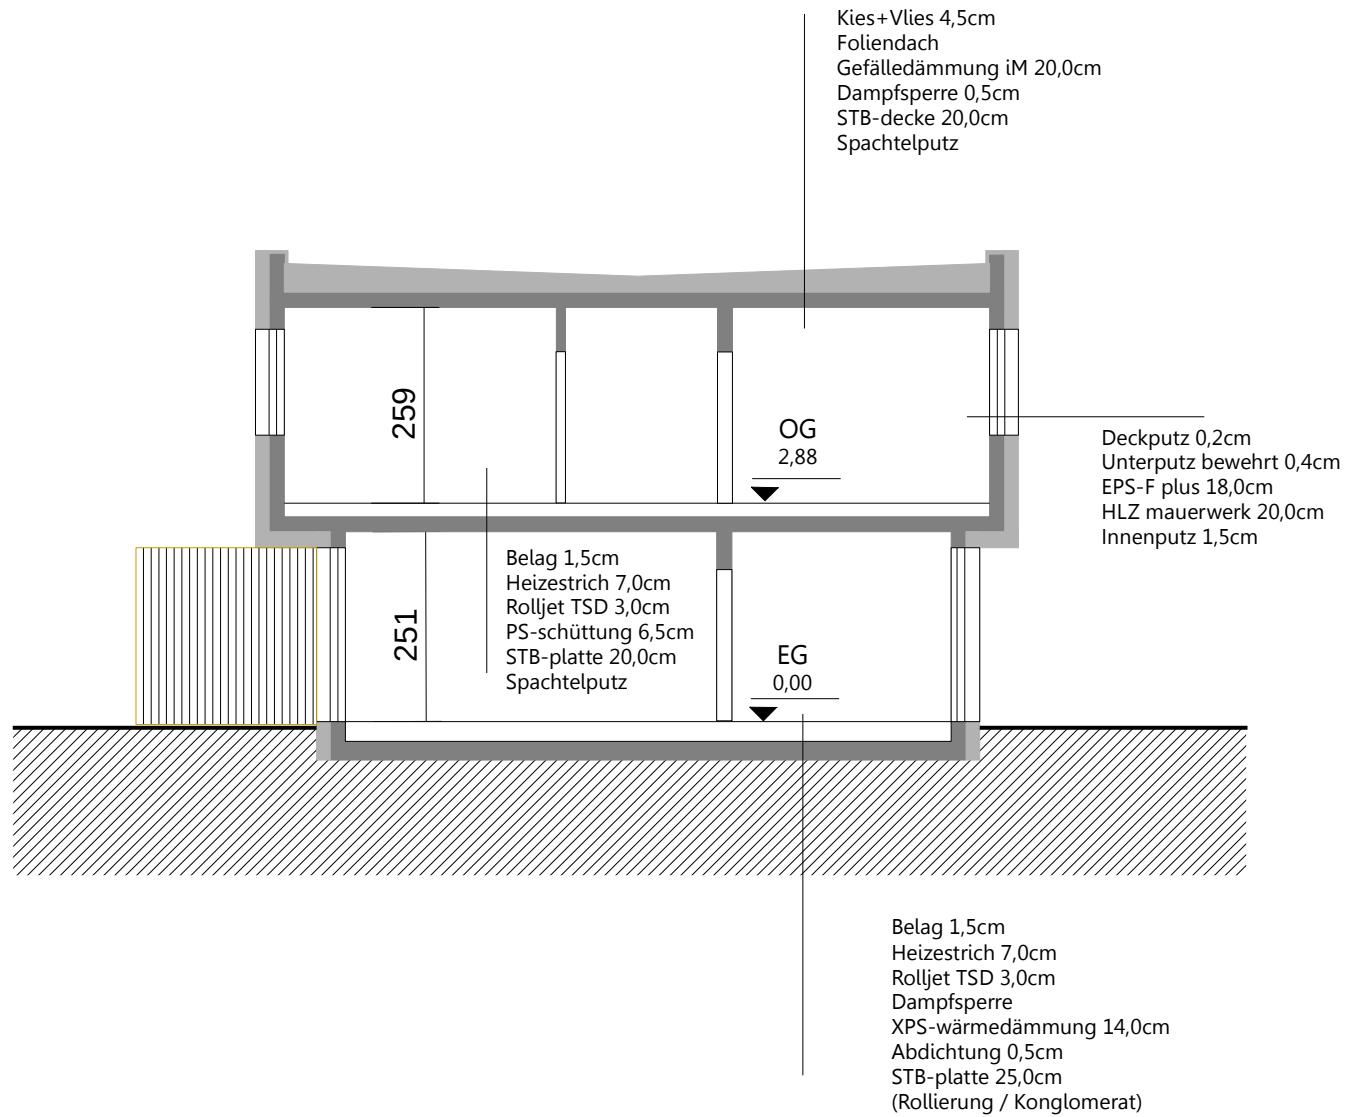 Kies+Vlies 4,5cm
Foliendach
Gefälledämmung iM 20,0cm
Dampfsperre 0,5cm
STB-decke 20,0cm
Spachtelputz
259
OG
2,88
Deckputz 0,2cm
Unterputz bewehrt 0,4cm
EPS-F plus 18,0cm
HLZ mauerwerk 20,0cm
Innenputz 1,5cm
251
Belag 1,5cm
Heizestrich 7,0cm
Rolljet TSD 3,0cm
PS-schüttung 6,5cm
STB-platte 20,0cm
Spachtelputz
EG
0,00
Belag 1,5cm
Heizestrich 7,0cm
Rolljet TSD 3,0cm
Dampfsperre
XPS-wärmedämmung 14,0cm
Abdichtung 0,5cm
STB-platte 25,0cm
(Rollierung / Konglomerat)